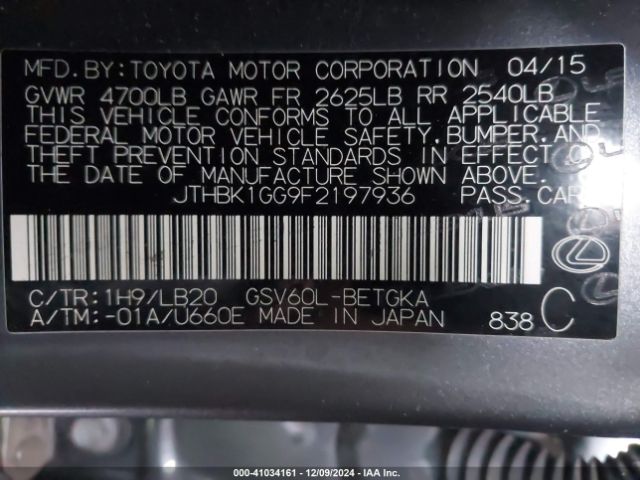 MFD.BY:TOYOTA MOTOR CORPORATION 04/15
GVWR 4700LB GAWR FR 2625LB RR 2540LB
THIS VEHICLE CONFORMS TO ALL APPLICABLE
FEDERAL MOTOR VEHICLE SAFETY,BUMPER,AND
THEFT PREVENTION STANDARDS IN EFFECT ON
THE DATE OF MANUFACTURE SHOWN ABOVE.
JTHBK1GG9F2197936 PASS.CAR
C/TR:1H9/LB20 GSV60L-BETGKA
A/TM:-01A/U660E MADE IN JAPAN 838 C
000-41034161 - 12/09/2024 - IAA Inc.